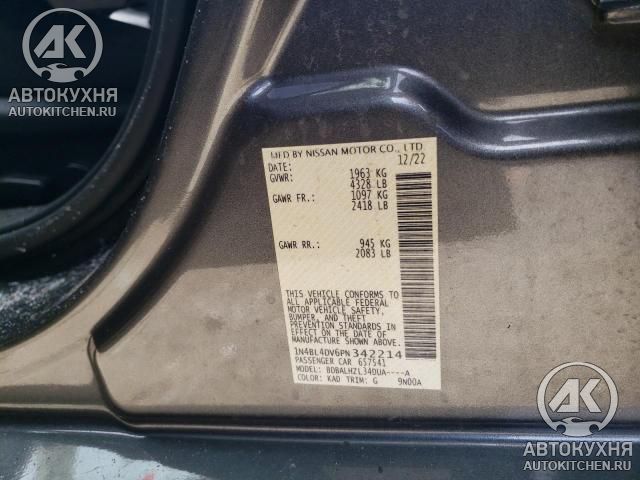 АК
АВТОКУХНЯ
AUTOKITCHEN.RU
MFD BY NISSAN MOTOR CO., LTD.
DATE: 12/22
GVWR: 1963 KG
4328 LB
GAWR FR.: 1097 KG
2418 LB
GAWR RR.: 945 KG
2083 LB
THIS VEHICLE CONFORMS TO
ALL APPLICABLE FEDERAL
MOTOR VEHICLE SAFETY,
BUMPER, AND THEFT
PREVENTION STANDARDS
IN EFFECT ON THE DATE OF
MANUFACTURE SHOWN ABOVE.
1N4BL4DV6PN342214
PASSENGER CAR 657541
MODEL: BDBALHZL34DUA----A
COLOR: KAD TRIM: G 9N00A
АК
АВТОКУХНЯ
AUTOKITCHEN.RU